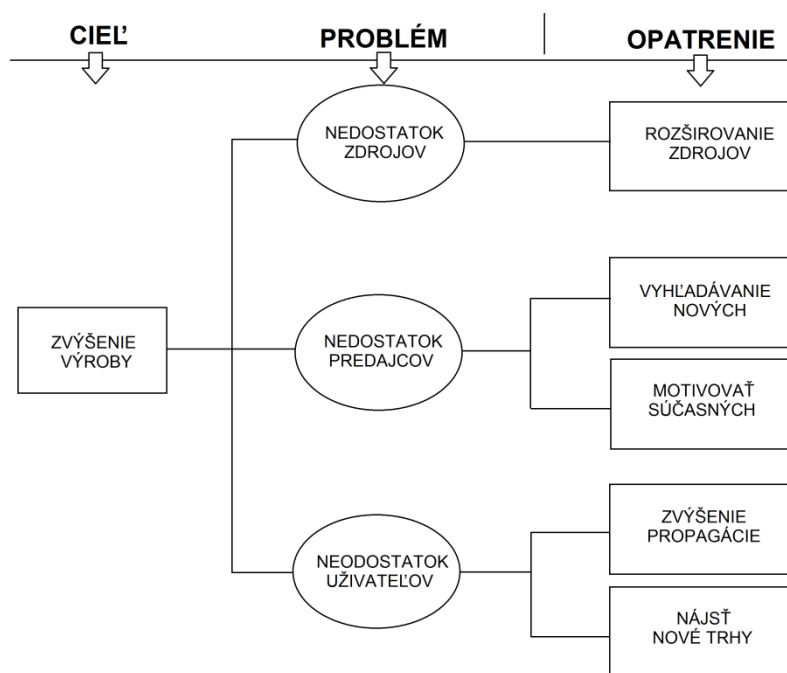 CIEĽ
PROBLÉM
OPATRENIE
NEDOSTATOK
ZDROJOV
ROZŠIROVANIE
ZDROJOV
ZVÝŠENIE
VÝROBY
NEDOSTATOK
PREDAJCOV
VYHĽADÁVANIE
NOVÝCH
MOTIVOVAŤ
SÚČASNÝCH
NEODOSTATOK
UŽIVATEĽOV
ZVÝŠENIE
PROPAGÁCIE
NÁJSŤ
NOVÉ TRHY